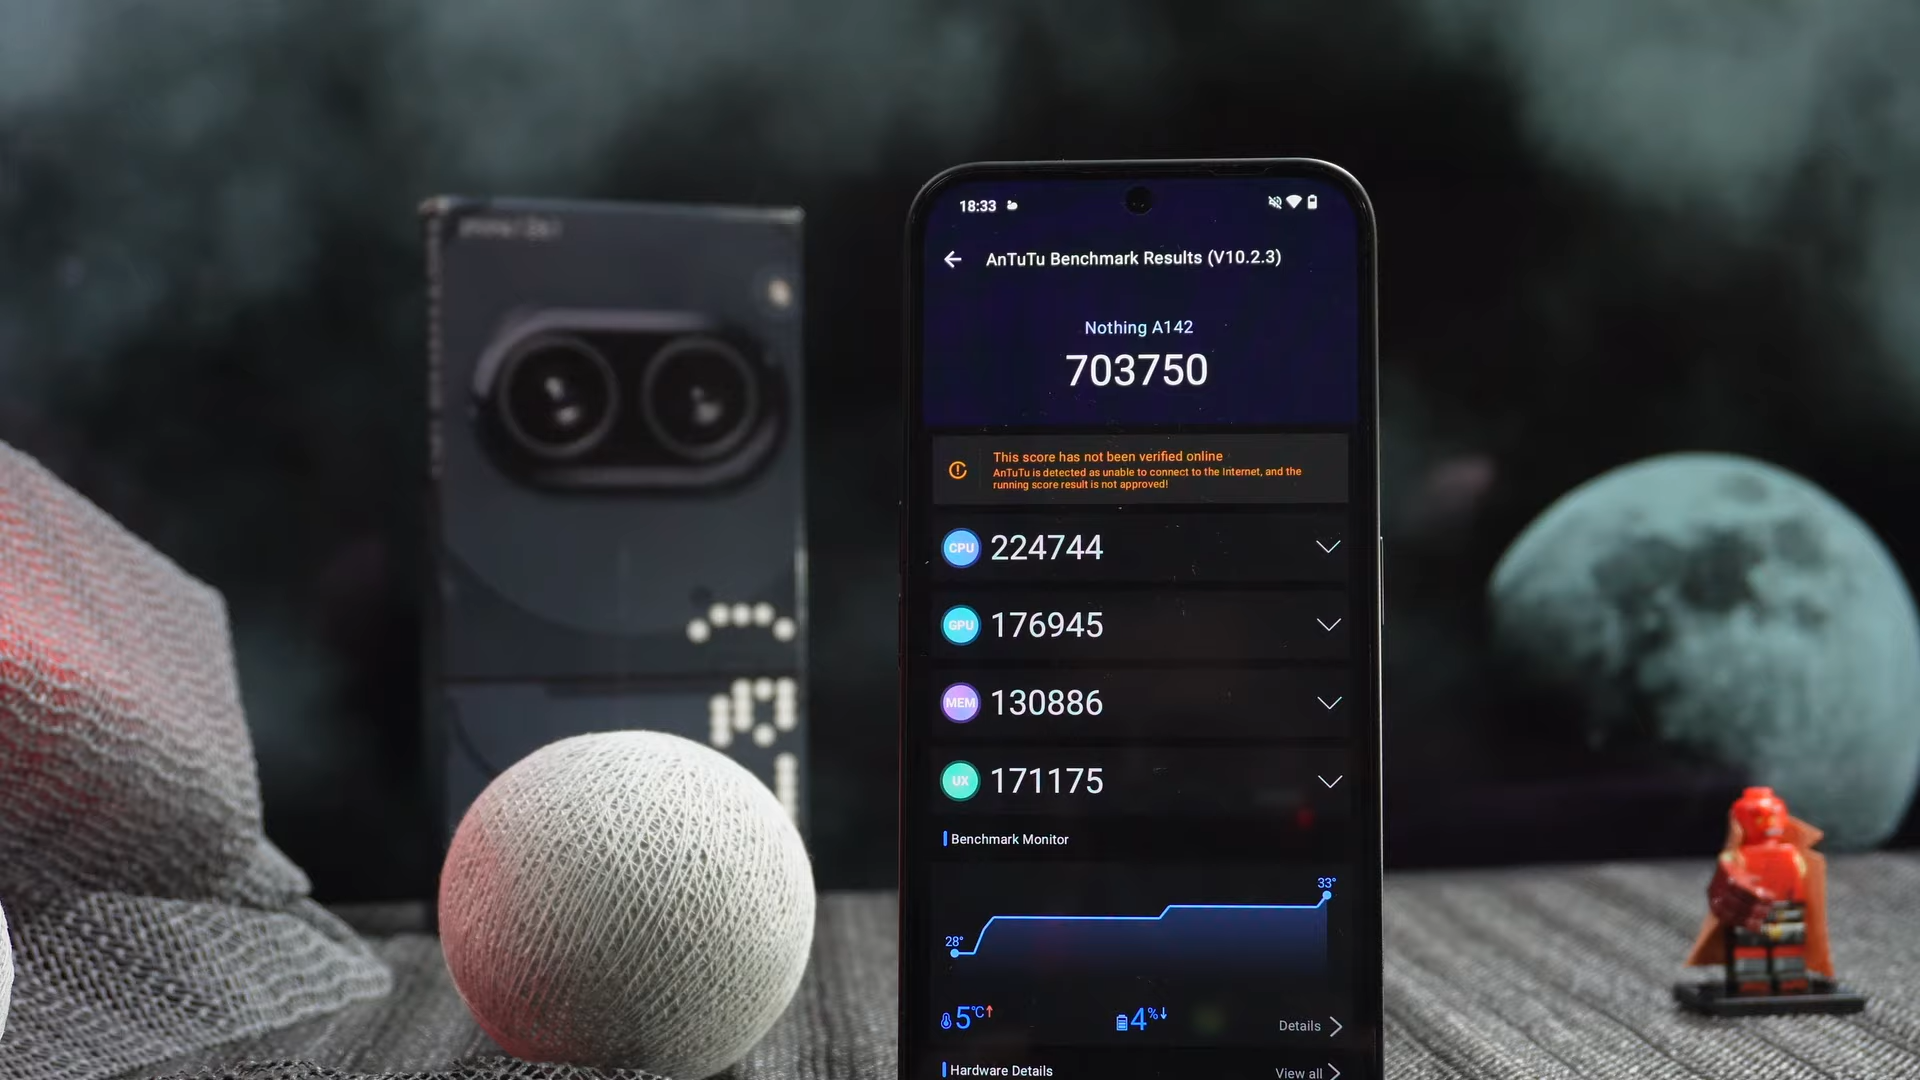 18:33
AnTuTu Benchmark Results (V10.2.3)
Nothing A142
703750
This score has not been verified online
AnTuTu is detected as unable to connect to the Internet, and the
running score result is not approved!
CPU 224744
GPU 176945
MEM 130886
UX 171175
Benchmark Monitor
33°
28°
5°C↑ 4%↓ Details
Hardware Details View all